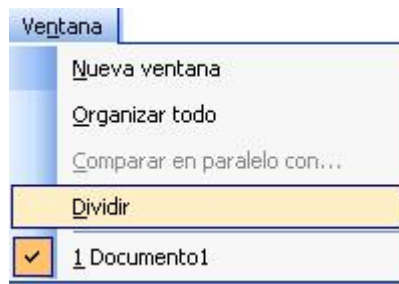 Ventana
Nueva ventana
Organizar todo
Comparar en paralelo con...
Dividir
1 Documento1